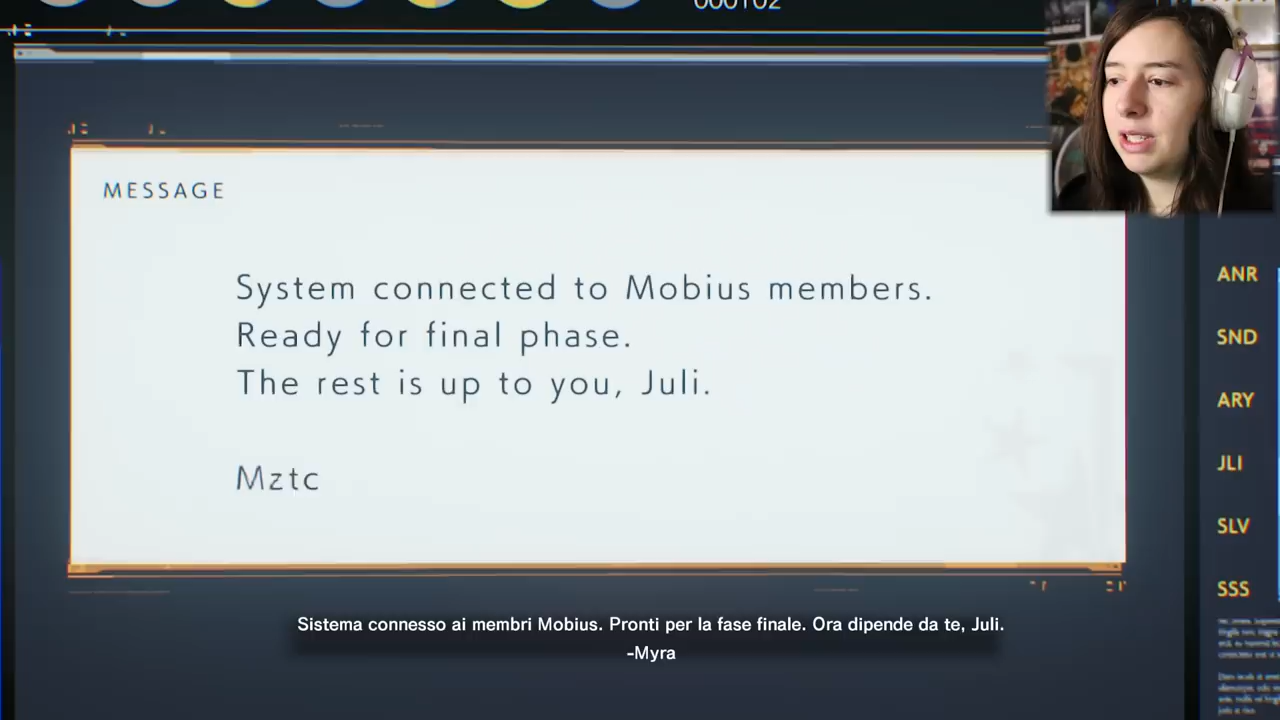 000102
MESSAGE
System connected to Mobius members.
Ready for final phase.
The rest is up to you, Juli.
Mztc
ANR
SND
ARY
JLI
SLV
SSS
Sistema connesso ai membri Mobius. Pronti per la fase finale. Ora dipende da te, Juli.
-Myra